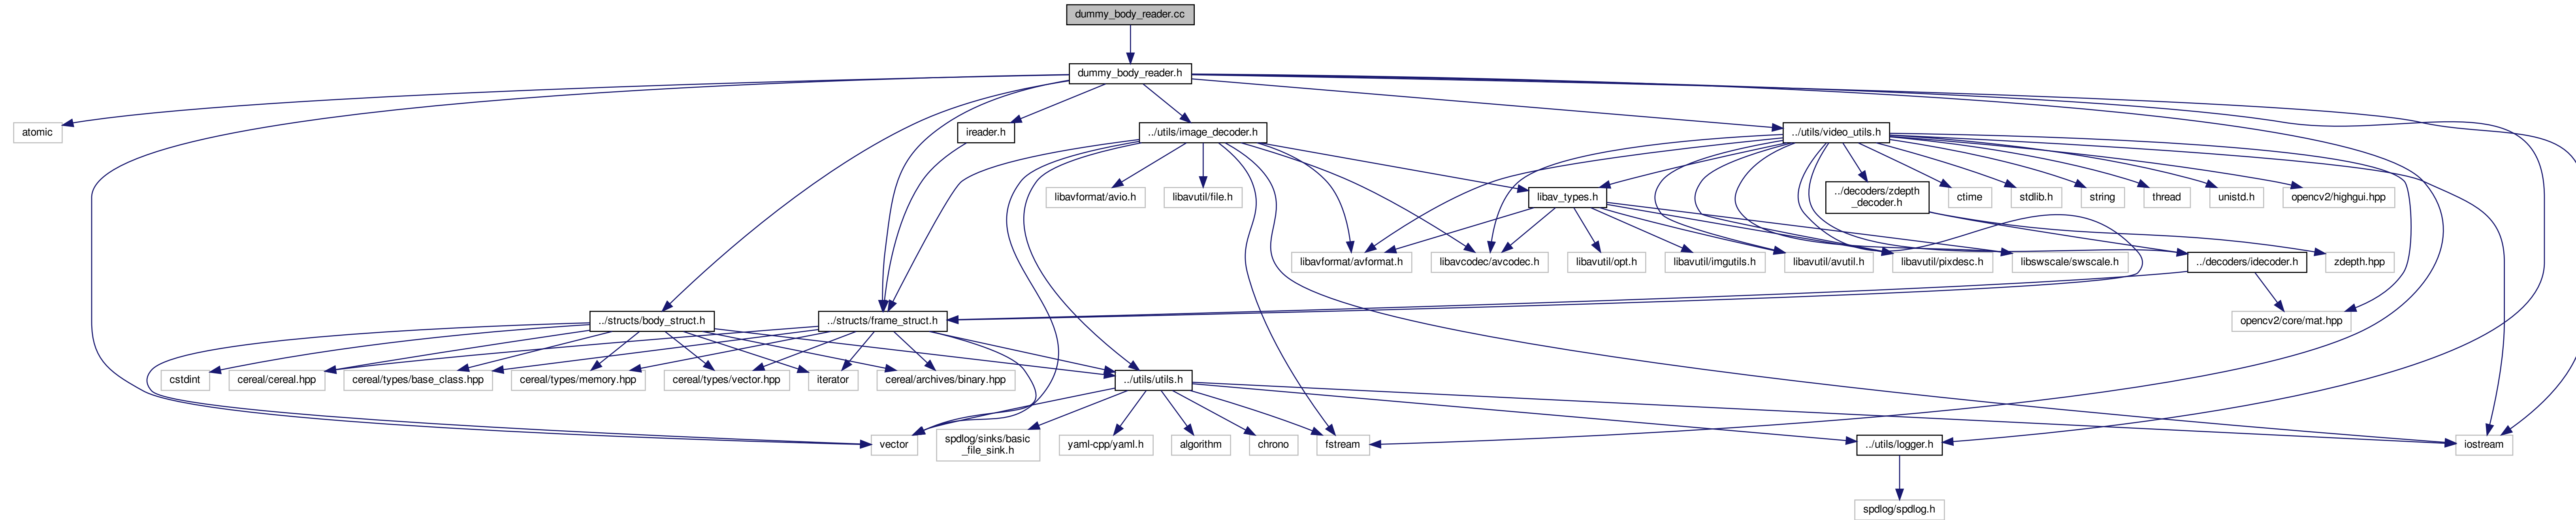 dummy_body_reader.cc
dummy_body_reader.h
atomic
ireader.h
../utils/image_decoder.h
../utils/video_utils.h
libavformat/avio.h
libavutil/file.h
libav_types.h
../decoders/zdepth
_decoder.h
ctime
stdlib.h
string
thread
unistd.h
opencv2/highgui.hpp
libavformat/avformat.h
libavcodec/avcodec.h
libavutil/opt.h
libavutil/imgutils.h
libavutil/avutil.h
libavutil/pixdesc.h
libswscale/swscale.h
../decoders/idecoder.h
zdepth.hpp
../structs/body_struct.h
../structs/frame_struct.h
opencv2/core/mat.hpp
cstdint
cereal/cereal.hpp
cereal/types/base_class.hpp
cereal/types/memory.hpp
cereal/types/vector.hpp
iterator
cereal/archives/binary.hpp
../utils/utils.h
vector
spdlog/sinks/basic
_file_sink.h
yaml-cpp/yaml.h
algorithm
chrono
fstream
../utils/logger.h
iostream
spdlog/spdlog.h